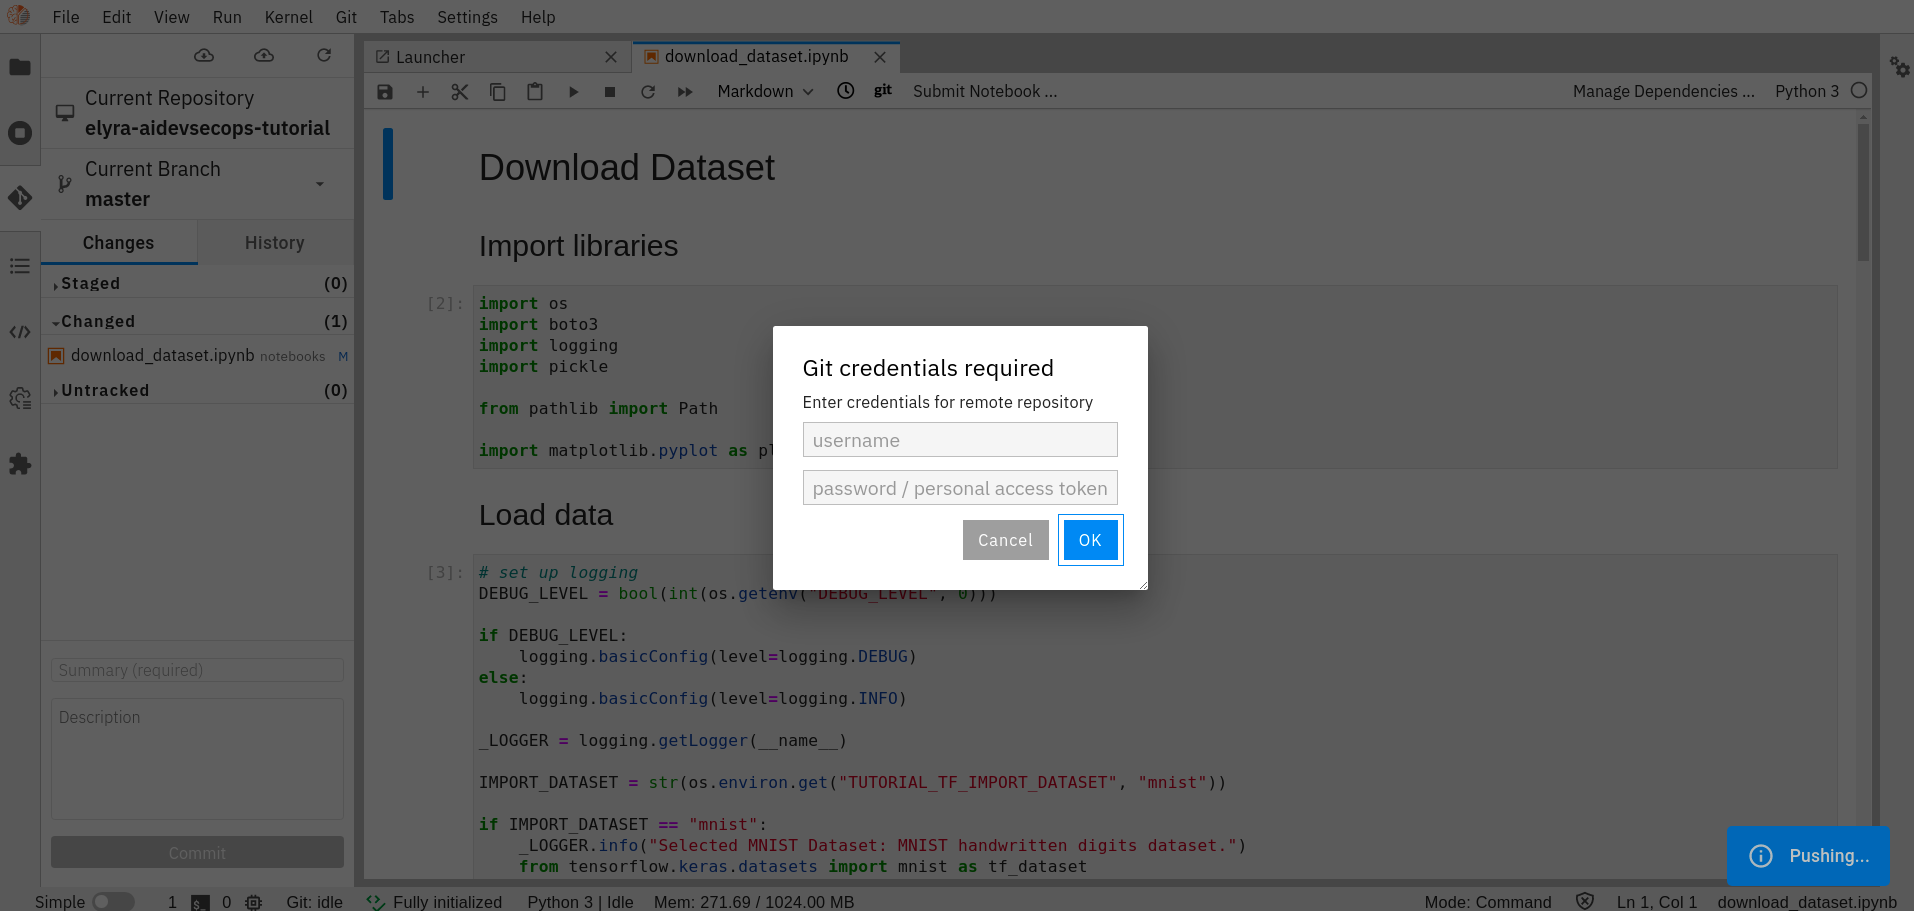 File Edit View Run Kernel Git Tabs Settings Help
Current Repository
elyra-aidevsecops-tutorial
Current Branch
master
Changes History
Staged (0)
Changed (1)
download_dataset.ipynb notebooks M
Untracked (0)
Summary (required)
Description
Commit
Launcher download_dataset.ipynb
Markdown git Submit Notebook ... Manage Dependencies ... Python 3
Download Dataset
Import libraries
[2]: import os
import boto3
import logging
import pickle
from pathlib import Path
import matplotlib.pyplot as
Load data
[3]: # set up logging
DEBUG_LEVEL = bool(int(os.getenv("DEBUG_LEVEL", 0)))
if DEBUG_LEVEL:
logging.basicConfig(level=logging.DEBUG)
else:
logging.basicConfig(level=logging.INFO)
_LOGGER = logging.getLogger(__name__)
IMPORT_DATASET = str(os.environ.get("TUTORIAL_TF_IMPORT_DATASET", "mnist"))
if IMPORT_DATASET == "mnist":
_LOGGER.info("Selected MNIST Dataset: MNIST handwritten digits dataset.")
from tensorflow.keras.datasets import mnist as tf_dataset
Git credentials required
Enter credentials for remote repository
username
password / personal access token
Cancel OK
Pushing...
Simple 1 $_ 0 Git: idle Fully initialized Python 3 | Idle Mem: 271.69 / 1024.00 MB Mode: Command Ln 1, Col 1 download_dataset.ipynb